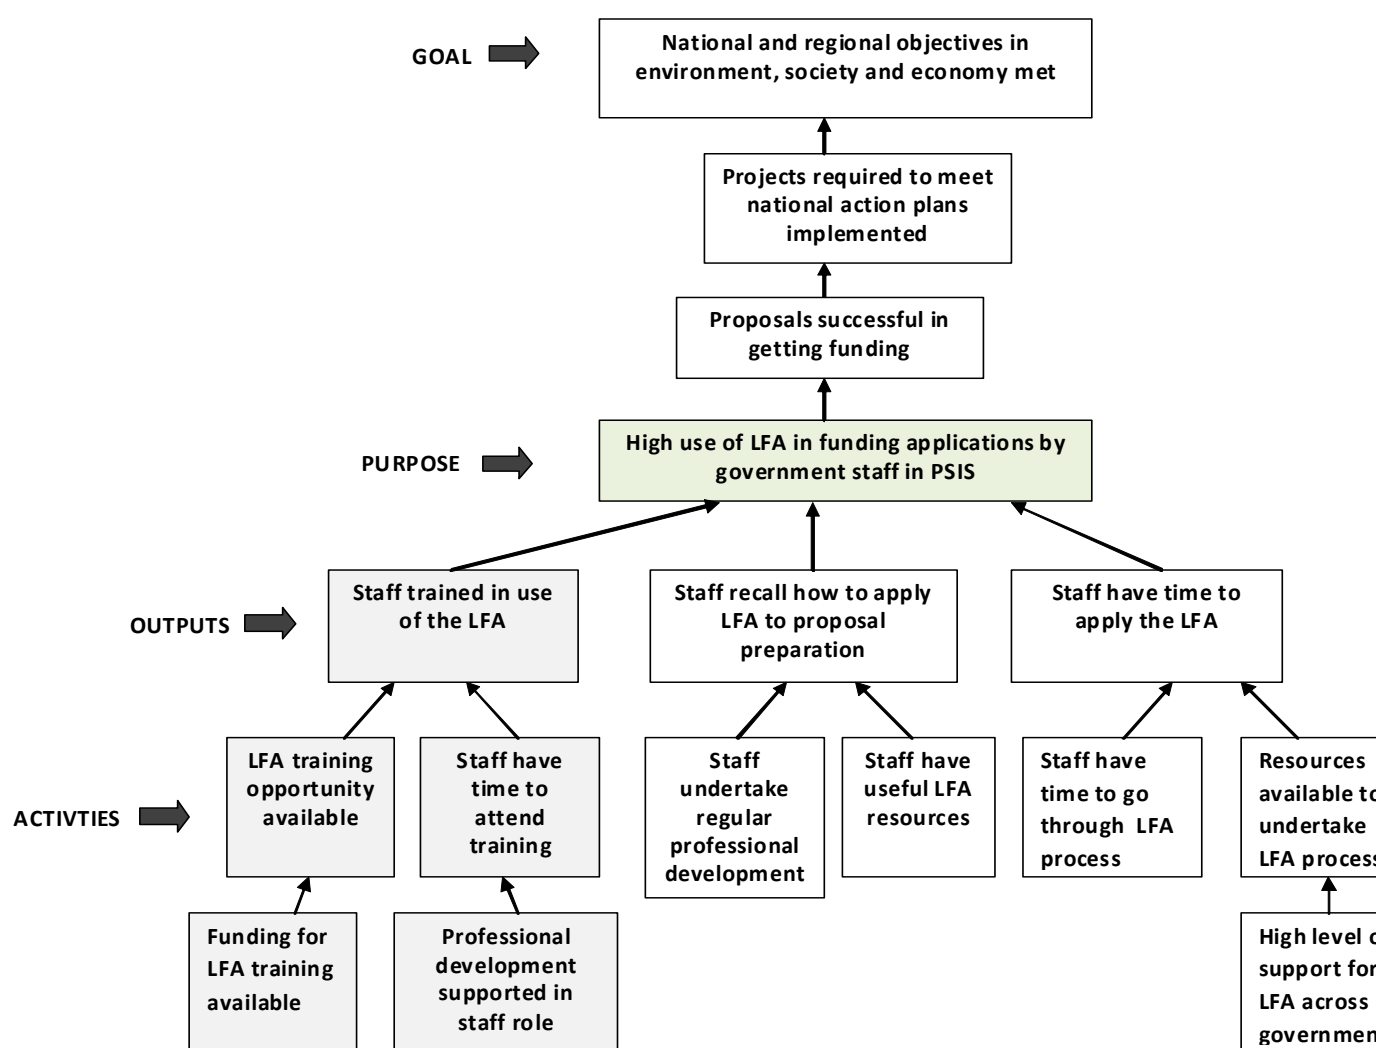 GOAL
National and regional objectives in
environment, society and economy met
Projects required to meet
national action plans
implemented
Proposals successful in
getting funding
PURPOSE
High use of LFA in funding applications by
government staff in PSIS
OUTPUTS
Staff trained in use
of the LFA
Staff recall how to apply
LFA to proposal
preparation
Staff have time to
apply the LFA
ACTIVTIES
LFA training
opportunity
available
Staff have
time to
attend
training
Staff
undertake
regular
professional
development
Staff have
useful LFA
resources
Staff have
time to go
through LFA
process
Resources
available
undertake
LFA
Funding for
LFA training
available
Professional
development
supported in
staff role
High level
support for
LFA across